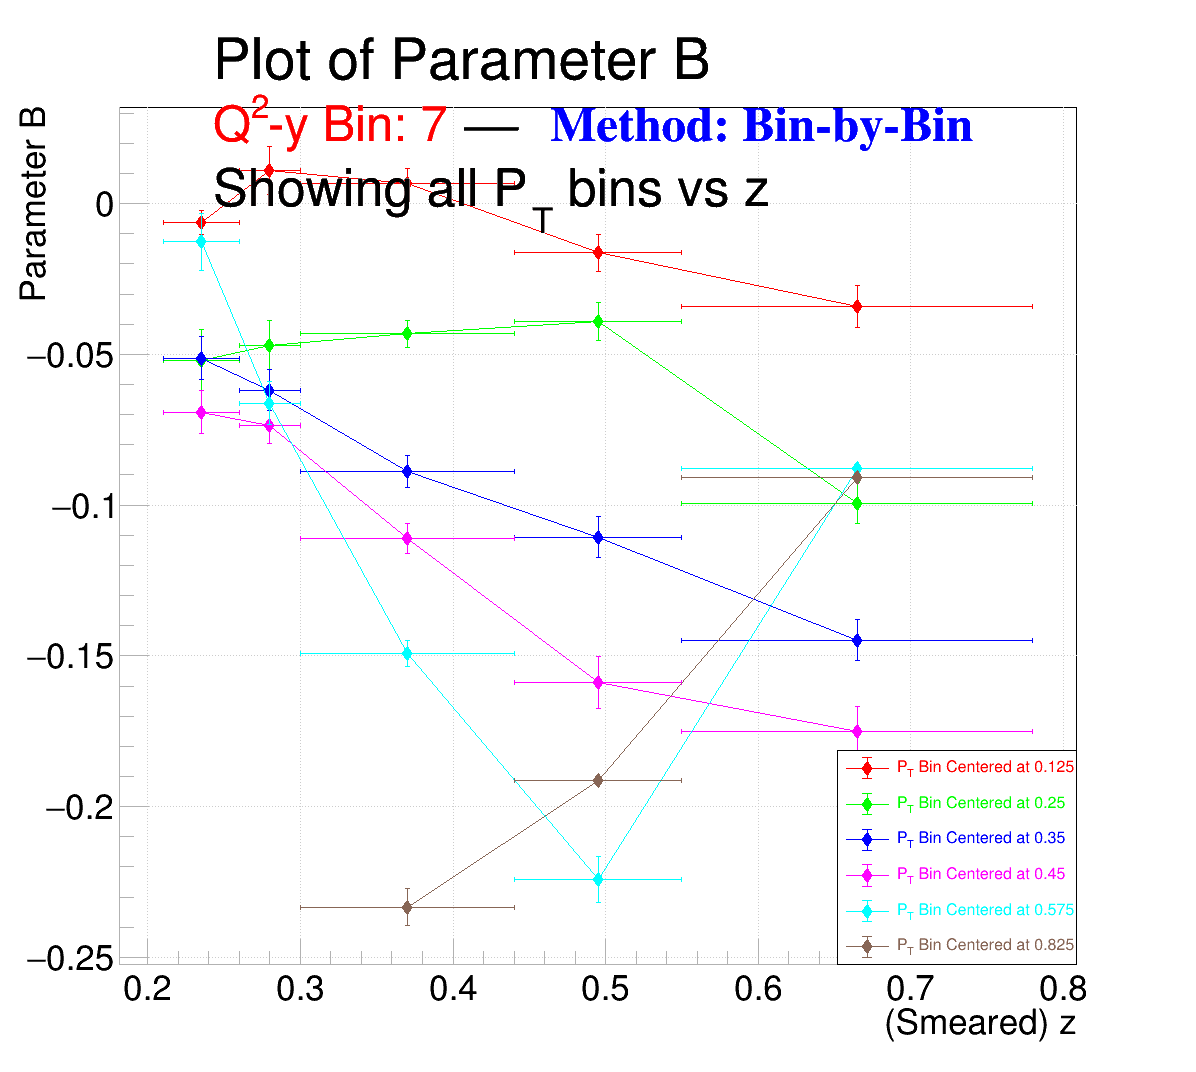 Plot of Parameter B
Q2-y Bin: 7 — Method: Bin-by-Bin
Showing all PT bins vs z
Parameter B
0
−0.05
−0.1
−0.15
−0.2
−0.25
0.2 0.3 0.4 0.5 0.6 0.7 0.8
(Smeared) z
PT Bin Centered at 0.125
PT Bin Centered at 0.25
PT Bin Centered at 0.35
PT Bin Centered at 0.45
PT Bin Centered at 0.575
PT Bin Centered at 0.825